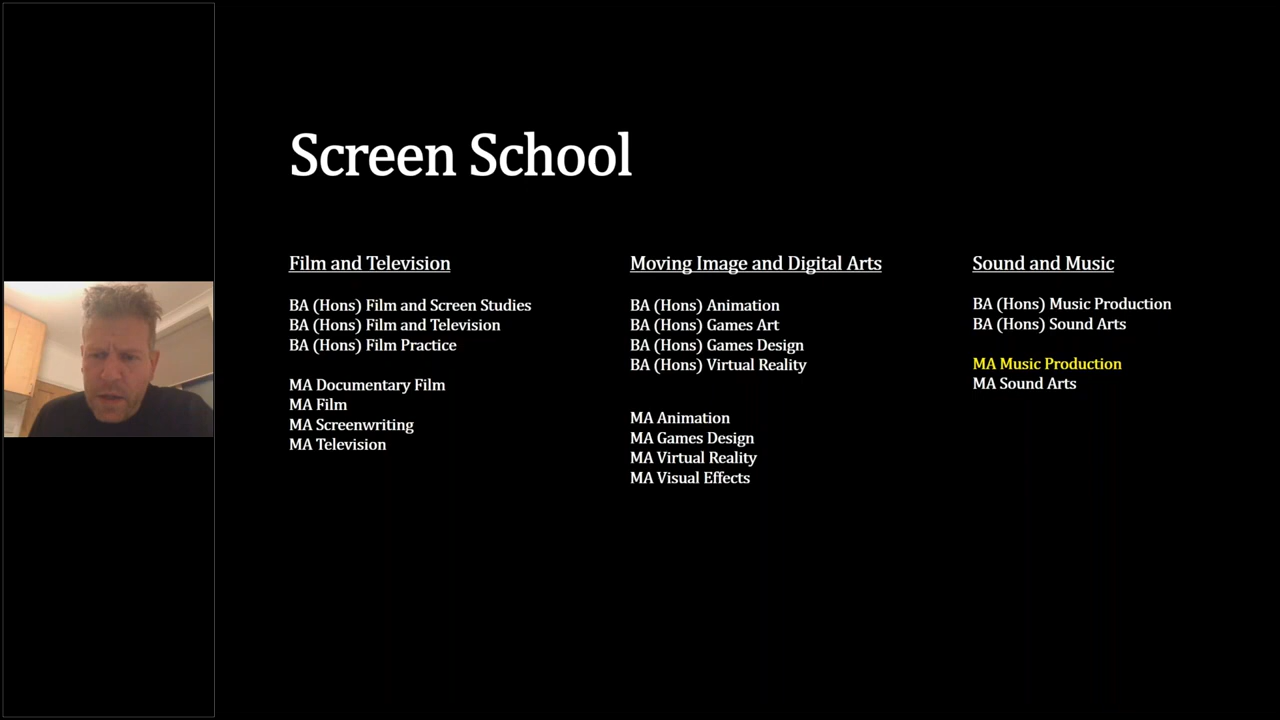 Screen School
Film and Television
BA (Hons) Film and Screen Studies
BA (Hons) Film and Television
BA (Hons) Film Practice
MA Documentary Film
MA Film
MA Screenwriting
MA Television
Moving Image and Digital Arts
BA (Hons) Animation
BA (Hons) Games Art
BA (Hons) Games Design
BA (Hons) Virtual Reality
MA Animation
MA Games Design
MA Virtual Reality
MA Visual Effects
Sound and Music
BA (Hons) Music Production
BA (Hons) Sound Arts
MA Music Production
MA Sound Arts